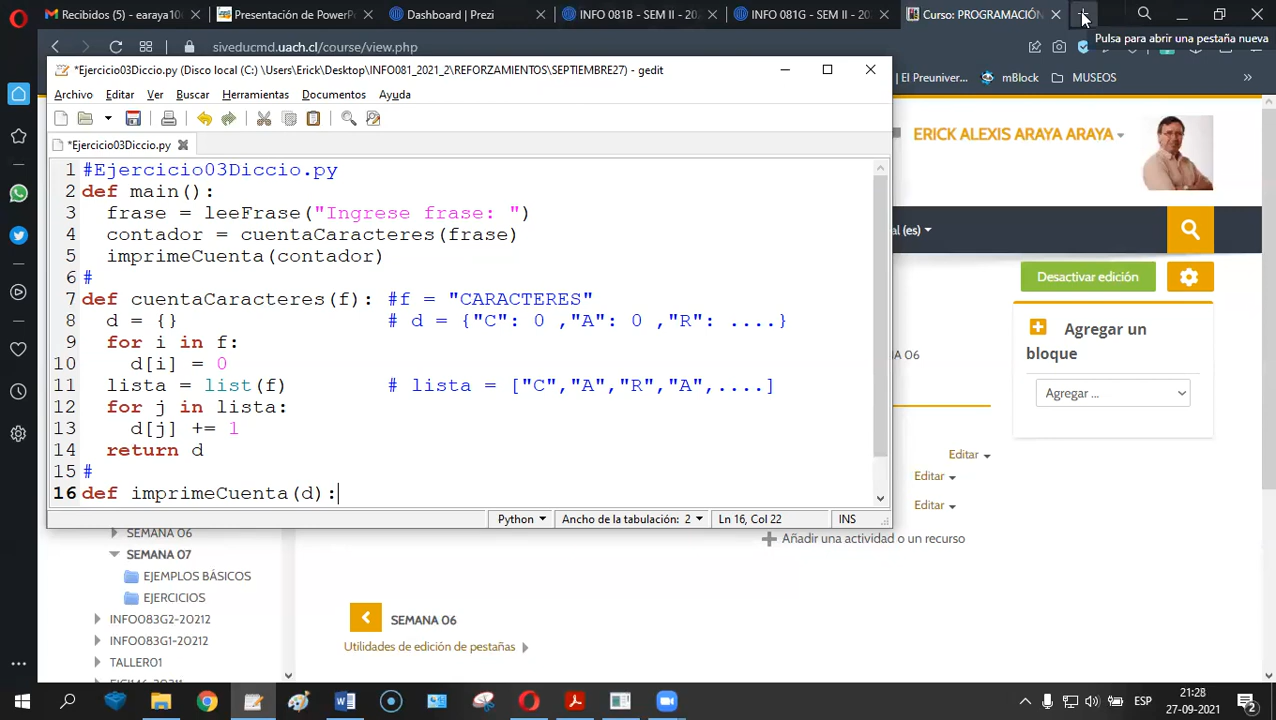 Recibidos (6) - earaya10
Presentación de PowerP
Dashboard | Prezi
INFO 081B - SEM II - 20
INFO 081G - SEM II - 20
Curso: PROGRAMACIÓN
Pulsa para abrir una pestaña nueva
siveducmd.uach.cl/course/view.php
| El Preuniver...
mBlock
MUSEOS
»
*Ejercicio03Diccio.py (Disco local (C:) \Users\Erick\Desktop\INFO081_2021_2\REFORZAMIENTOS\SEPTIEMBRE27) - gedit
Archivo Editar Ver Buscar Herramientas Documentos Ayuda
*Ejercicio03Diccio.py
1 #Ejercicio03Diccio.py
2 def main():
3 frase = leeFrase("Ingrese frase: ")
4 contador = cuentaCaracteres(frase)
5 imprimeCuenta(contador)
6 #
7 def cuentaCaracteres(f): #f = "CARACTERES"
8 d = {} # d = {"C": 0 ,"A": 0 ,"R": ....}
9 for i in f:
10 d[i] = 0
11 lista = list(f) # lista = ["C","A","R","A",....]
12 for j in lista:
13 d[j] += 1
14 return d
15 #
16 def imprimeCuenta(d):
Python Ancho de la tabulación: 2 Ln 16, Col 22 INS
ERICK ALEXIS ARAYA ARAYA
al (es)
Desactivar edición
Agregar un
bloque
Agregar ...
A 06
Editar
Editar
Editar
Añadir una actividad o un recurso
SEMANA 06
SEMANA 07
EJEMPLOS BÁSICOS
EJERCICIOS
INFO083G2-20212
INFO083G1-20212
TALLER01
SEMANA 06
Utilidades de edición de pestañas
ESP
21:28
27-09-2021
2